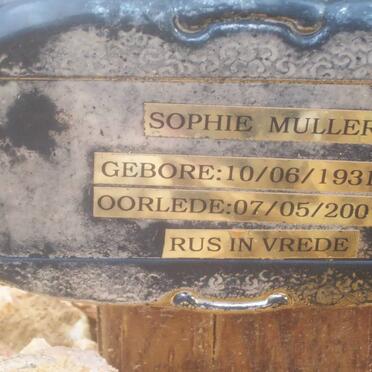 SOPHIE MULLER
GEBORE:10/06/1931
OORLEDE:07/05/200
RUS IN VREDE